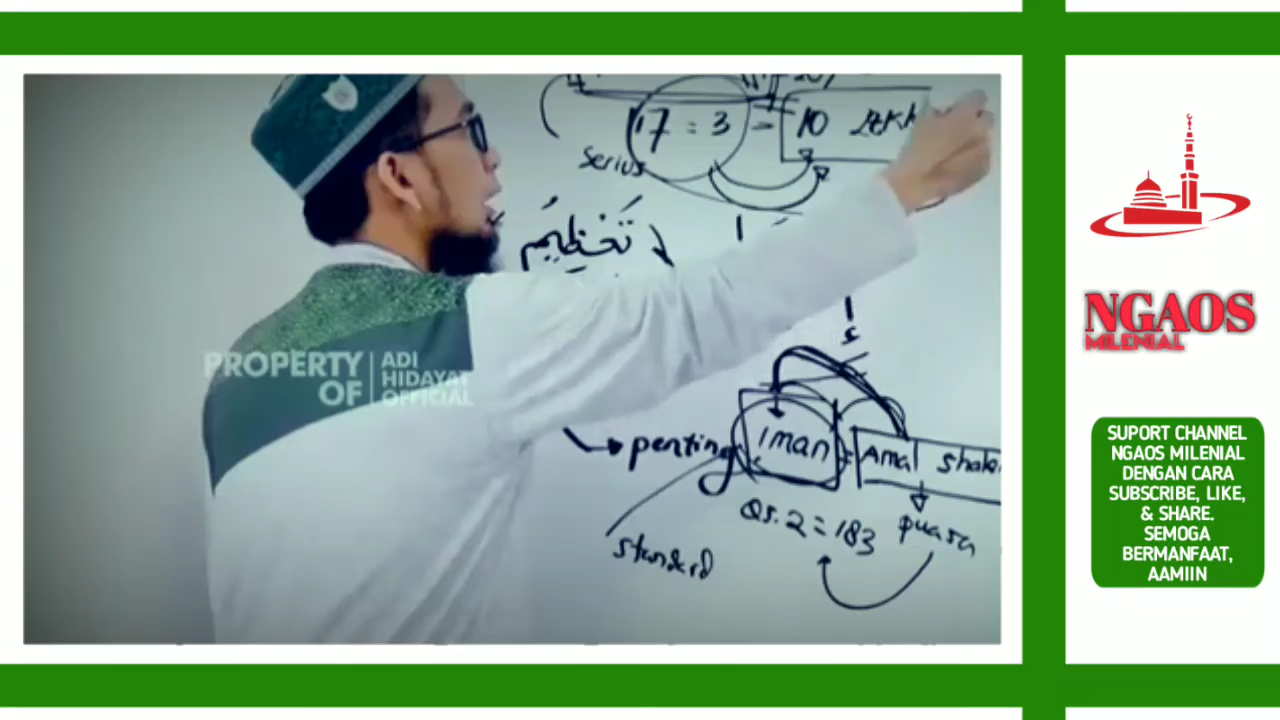 17 : 3 = 10
Serius
تَعْظِيم
iman = Amal Shale
penting
Qs. 2 = 183 puasa
standard
PROPERTY OF
ADI HIDAYAT OFFICIAL
NGAOS
MILENIAL
SUPORT CHANNEL
NGAOS MILENIAL
DENGAN CARA
SUBSCRIBE, LIKE,
& SHARE.
SEMOGA
BERMANFAAT,
AAMIIN